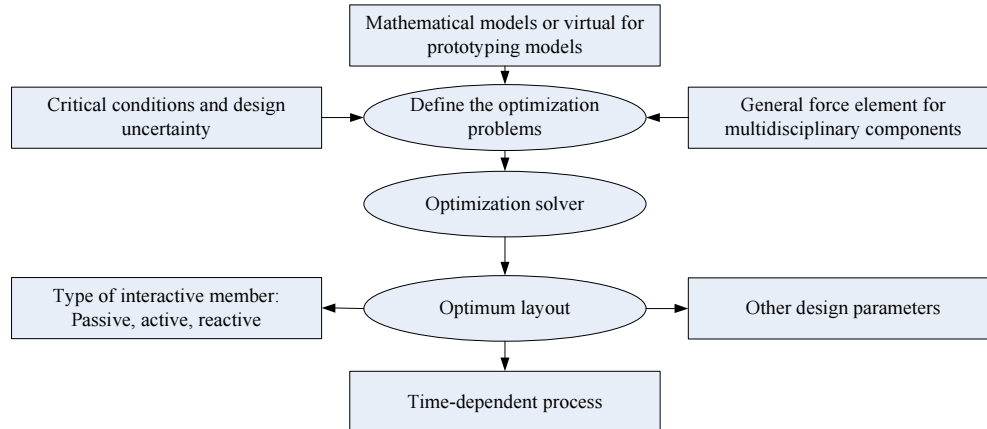 Mathematical models or virtual for
prototyping models
Critical conditions and design
uncertainty
Define the optimization
problems
General force element for
multidisciplinary components
Optimization solver
Type of interactive member:
Passive, active, reactive
Optimum layout
Other design parameters
Time-dependent process